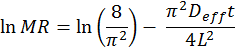 ln MR = ln(8/π²) − π²D_eff t/4L²